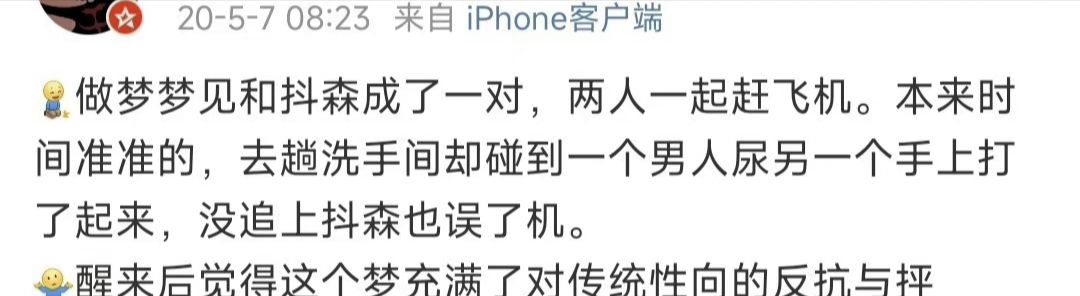 20-5-7 08:23 来自 iPhone客户端
做梦梦见和抖森成了一对，两人一起赶飞机。本来时
间准准的，去趟洗手间却碰到一个男人尿另一个手上打
了起来，没追上抖森也误了机。
醒来后觉得这个梦充满了对传统性向的反抗与抨